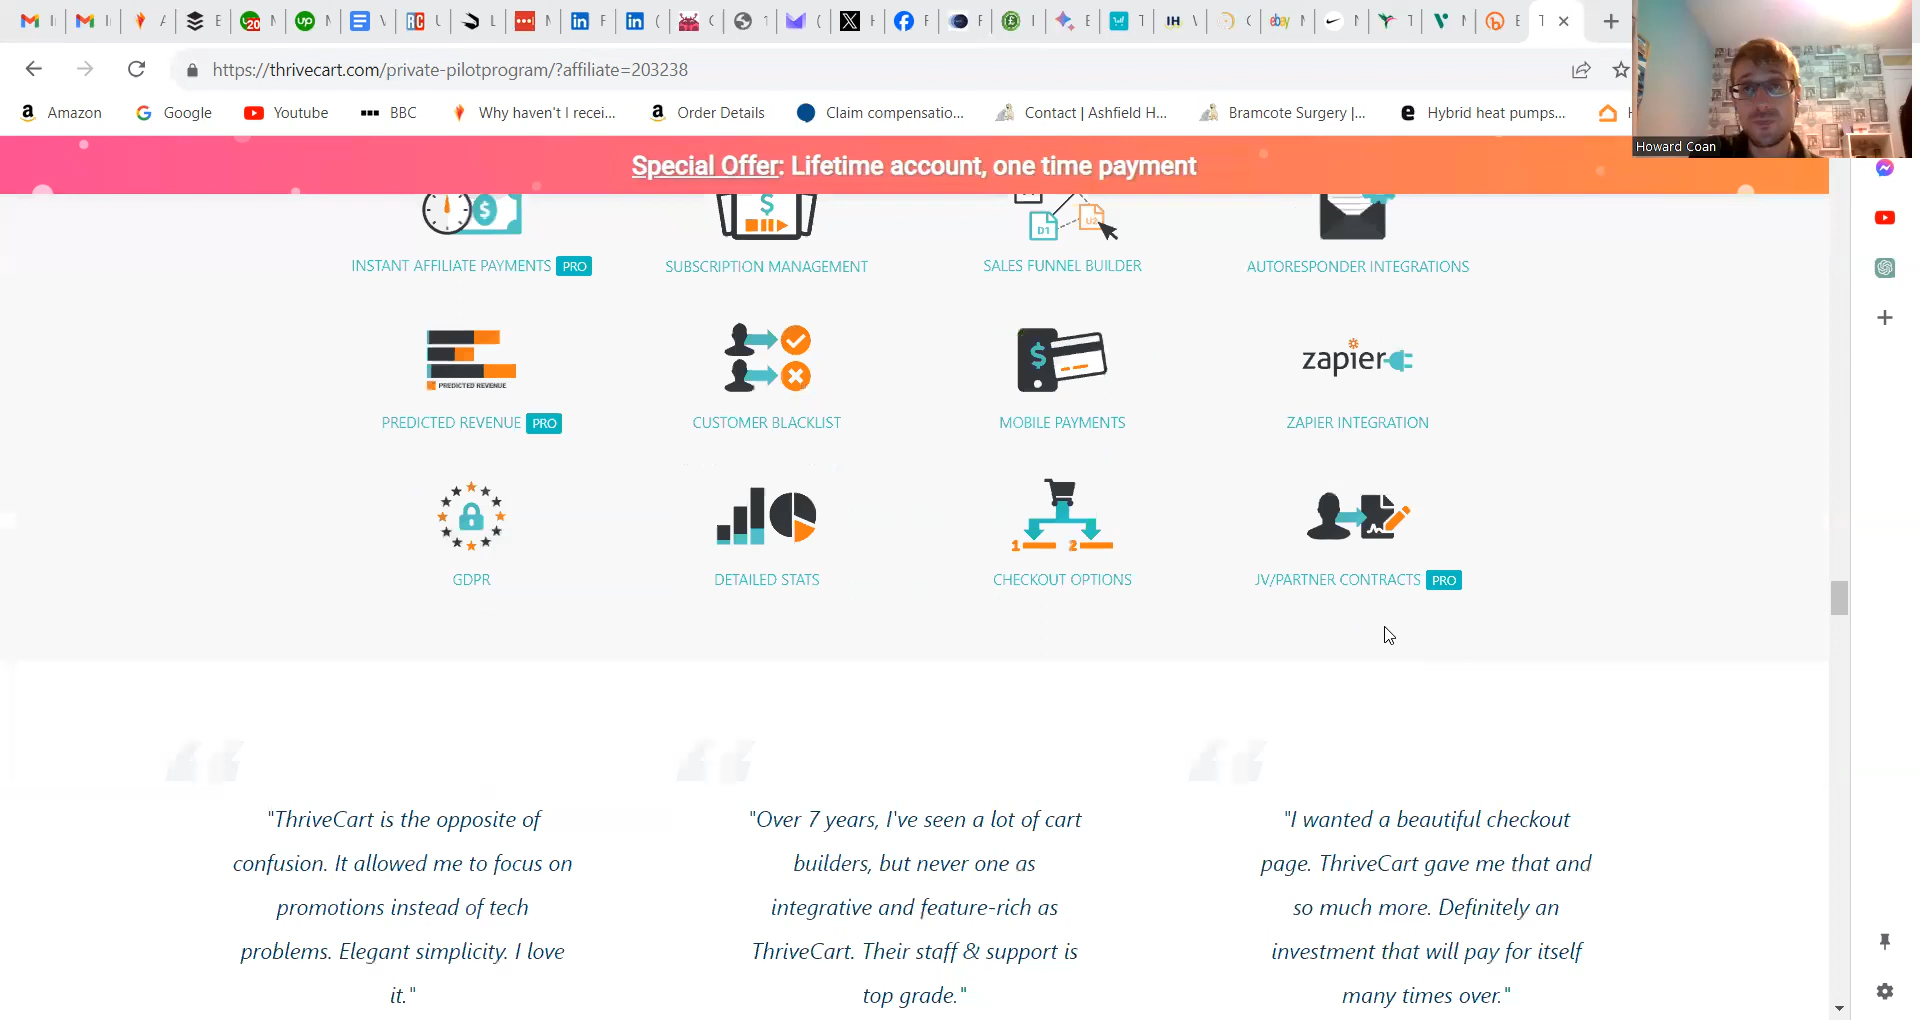 https://thrivecart.com/private-pilotprogram/?affiliate=203238
Amazon
Google
Youtube
BBC
Why haven't I recei...
Order Details
Claim compensatio...
Contact | Ashfield H...
Bramcote Surgery |...
Hybrid heat pumps...
Howard Coan
Special Offer: Lifetime account, one time payment
INSTANT AFFILIATE PAYMENTS PRO
SUBSCRIPTION MANAGEMENT
D1
U2
SALES FUNNEL BUILDER
AUTORESPONDER INTEGRATIONS
PREDICTED REVENUE
PREDICTED REVENUE PRO
CUSTOMER BLACKLIST
MOBILE PAYMENTS
zapier
ZAPIER INTEGRATION
GDPR
DETAILED STATS
1
2
CHECKOUT OPTIONS
JV/PARTNER CONTRACTS PRO
"ThriveCart is the opposite of
confusion. It allowed me to focus on
promotions instead of tech
problems. Elegant simplicity. I love
it."
"Over 7 years, I've seen a lot of cart
builders, but never one as
integrative and feature-rich as
ThriveCart. Their staff & support is
top grade."
"I wanted a beautiful checkout
page. ThriveCart gave me that and
so much more. Definitely an
investment that will pay for itself
many times over."